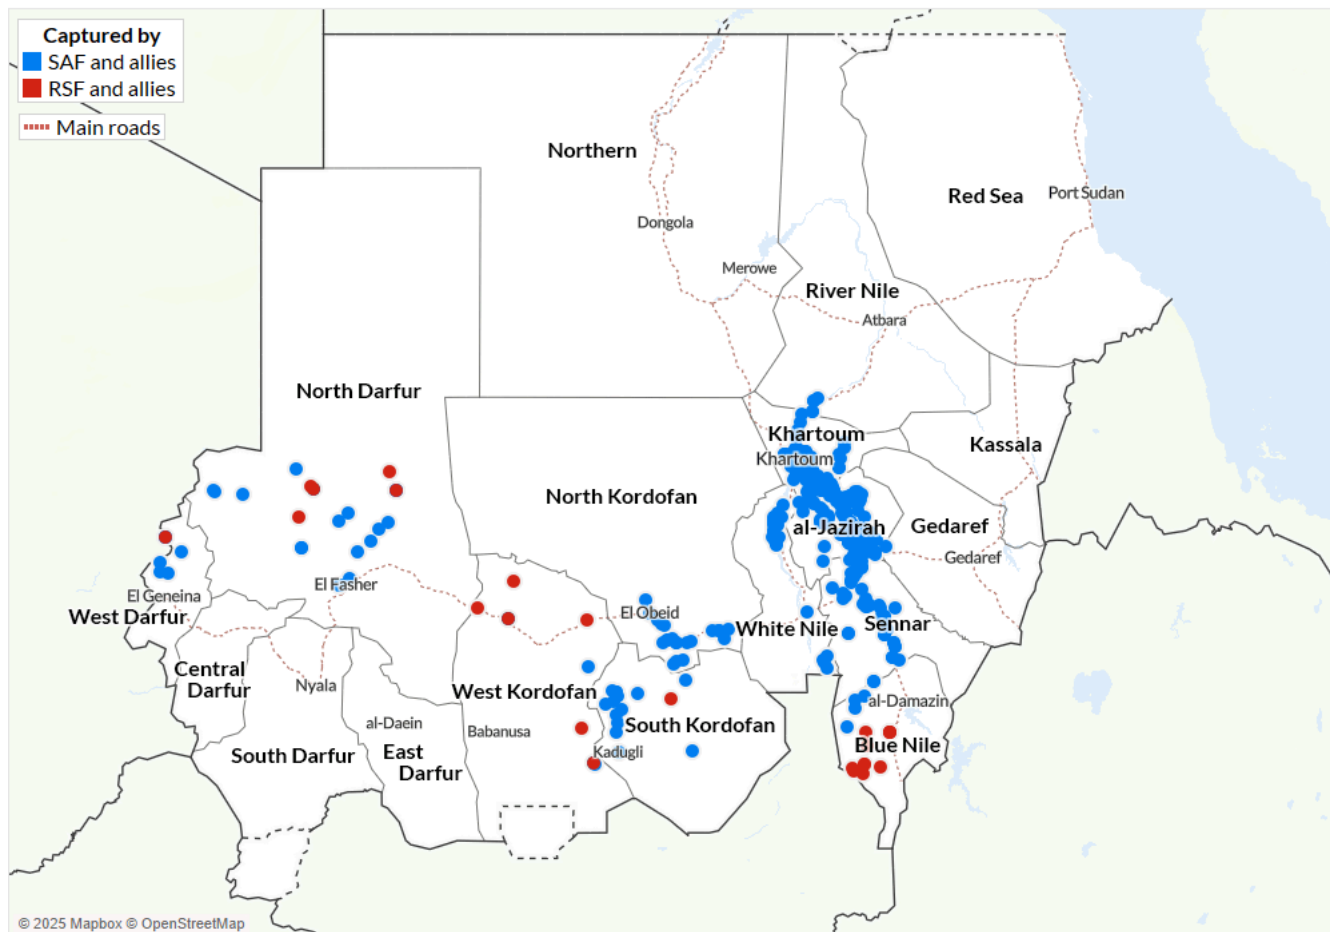 Captured by
SAF and allies
RSF and allies
Main roads
Northern
Red Sea
Port Sudan
Dongola
Merowe
River Nile
Atbara
North Darfur
Khartoum
Kassala
Khartoum
North Kordofan
al-Jazirah
Gedaref
Gedaref
El Fasher
El Geneina
West Darfur
El Obeid
White Nile
Sennar
Central
Darfur
Nyala
West Kordofan
al-Damazin
al-Daein
Babanusa
South Kordofan
South Darfur
East
Darfur
Kadugli
Blue Nile
© 2025 Mapbox © OpenStreetMap